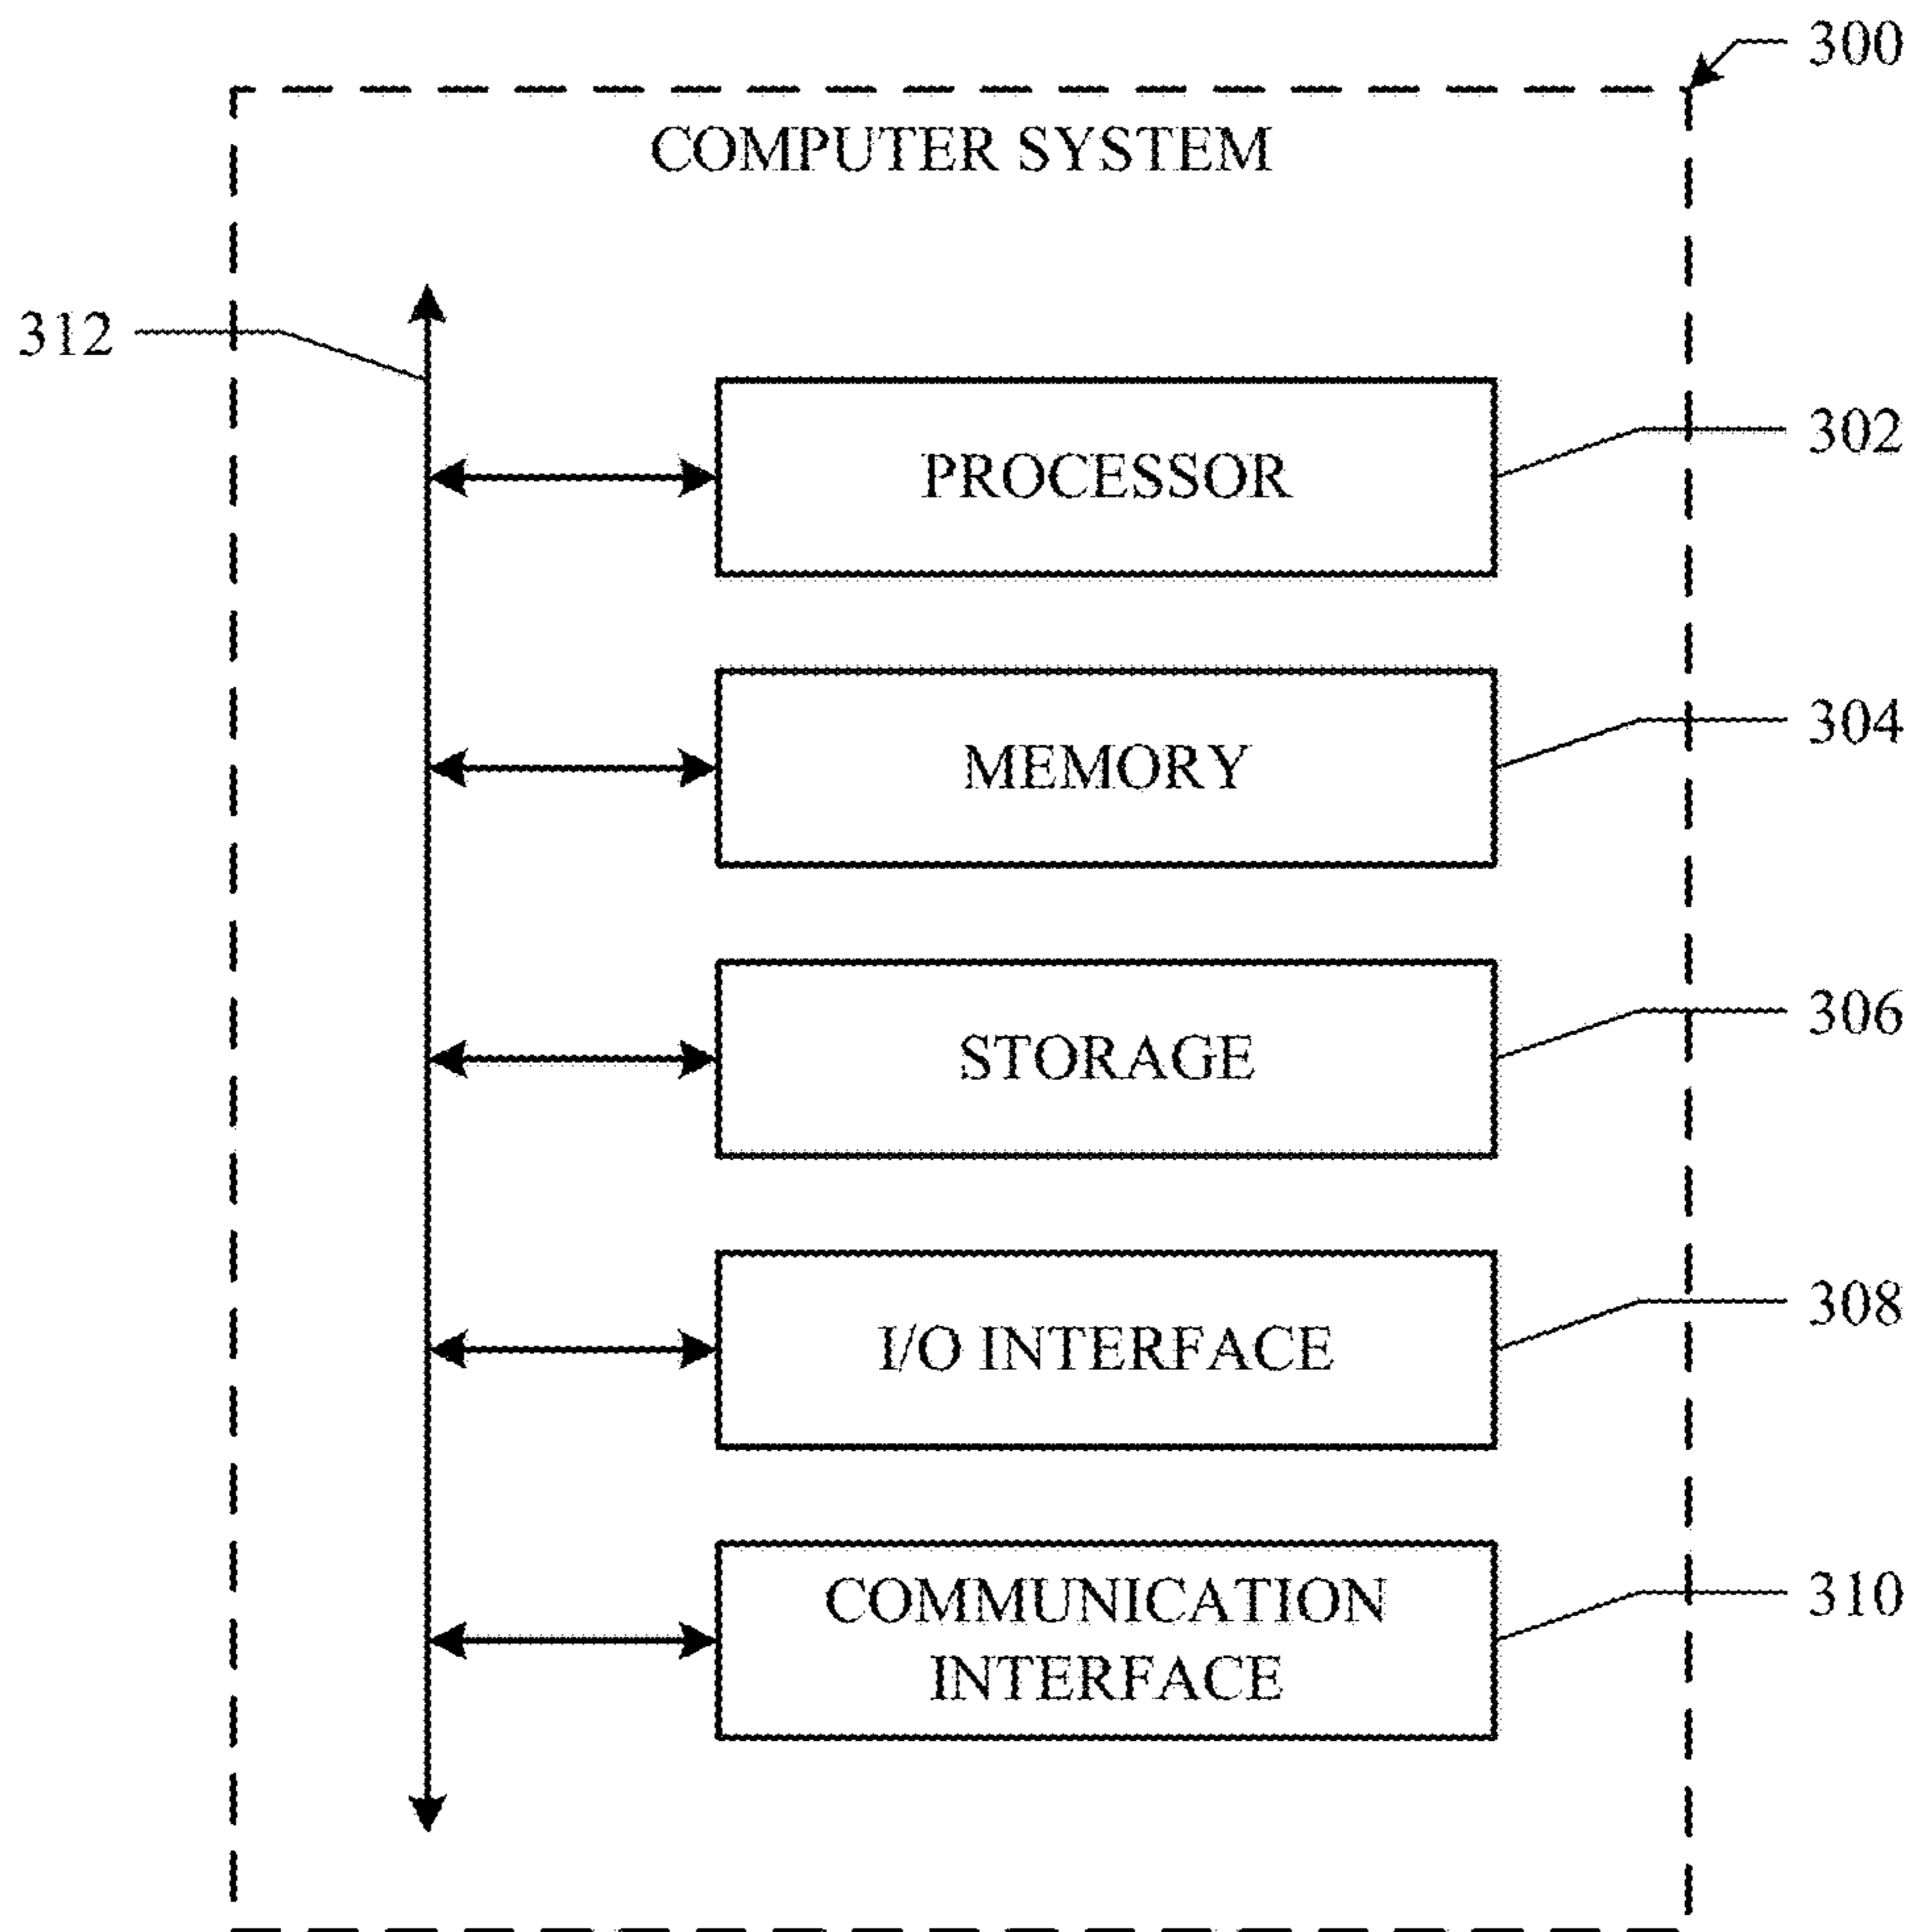 300
COMPUTER SYSTEM
312
302
PROCESSOR
304
MEMORY
306
STORAGE
308
I/O INTERFACE
310
COMMUNICATION
INTERFACE